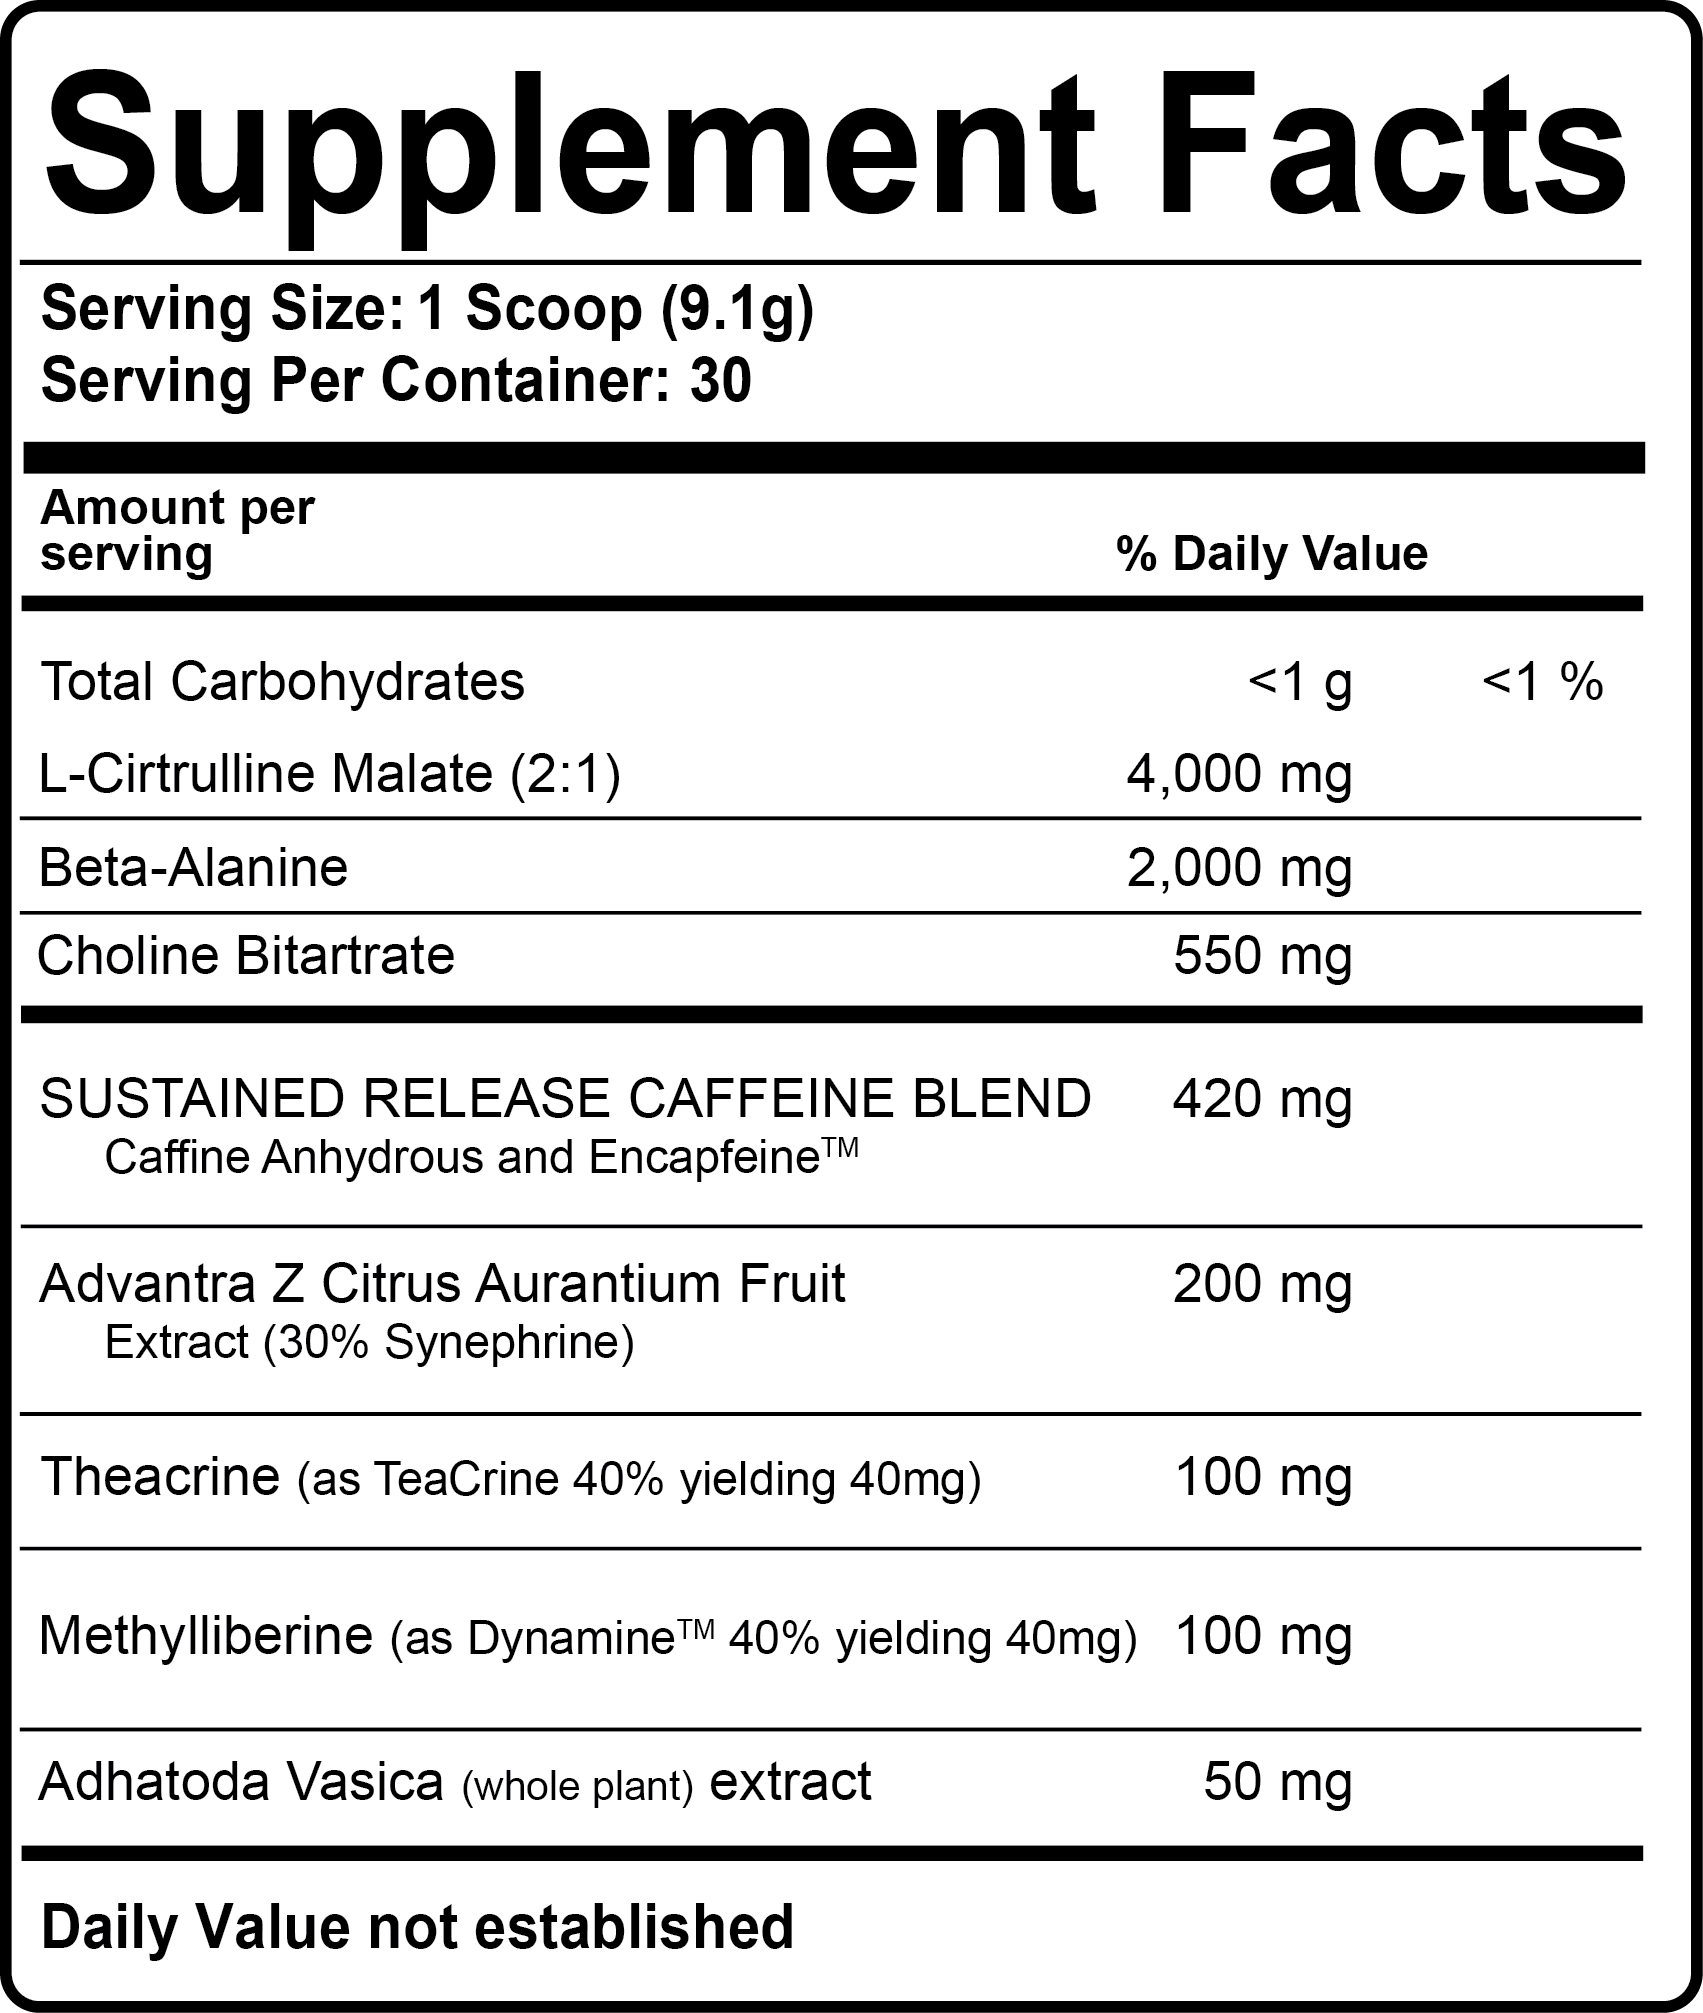 Supplement Facts
Serving Size: 1 Scoop (9.1g)
Serving Per Container: 30
Amount per
serving % Daily Value
Total Carbohydrates <1 g <1 %
L-Cirtrulline Malate (2:1) 4,000 mg
Beta-Alanine 2,000 mg
Choline Bitartrate 550 mg
SUSTAINED RELEASE CAFFEINE BLEND 420 mg
Caffine Anhydrous and Encapfeine™
Advantra Z Citrus Aurantium Fruit 200 mg
Extract (30% Synephrine)
Theacrine (as TeaCrine 40% yielding 40mg) 100 mg
Methylliberine (as Dynamine™ 40% yielding 40mg) 100 mg
Adhatoda Vasica (whole plant) extract 50 mg
Daily Value not established